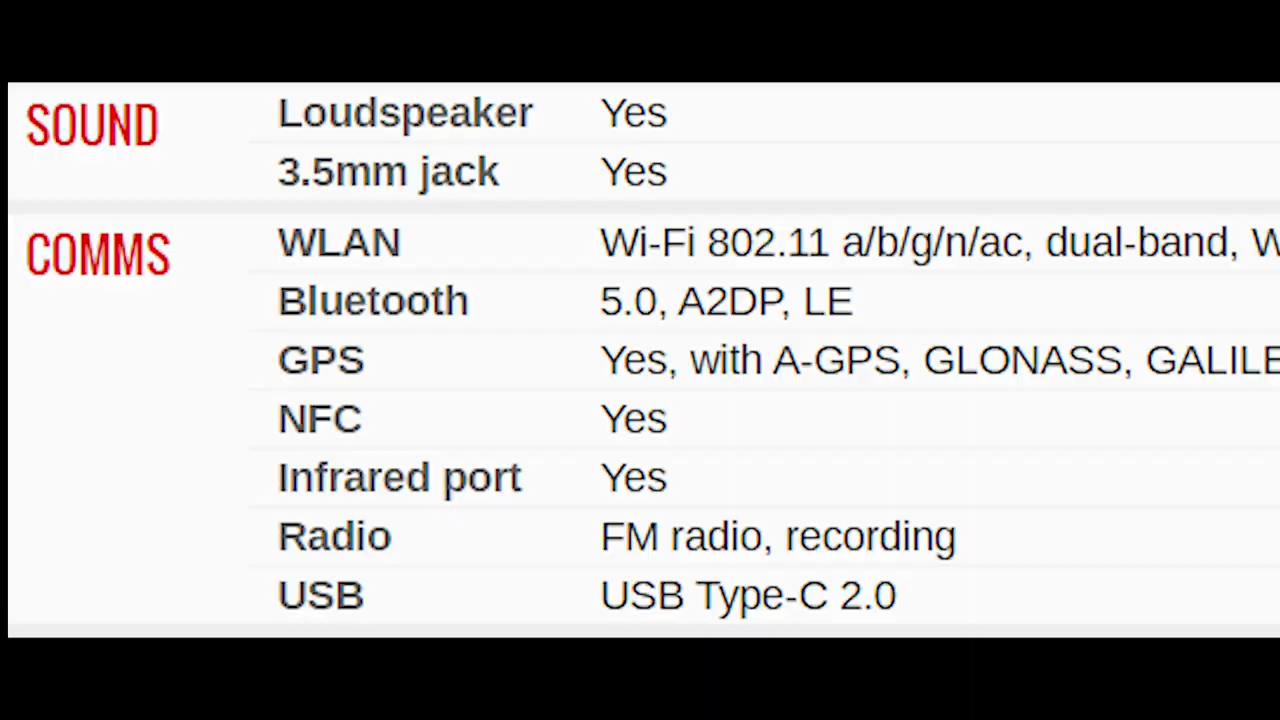 SOUND Loudspeaker Yes
3.5mm jack Yes
COMMS WLAN Wi-Fi 802.11 a/b/g/n/ac, dual-band,
Bluetooth 5.0, A2DP, LE
GPS Yes, with A-GPS, GLONASS,
NFC Yes
Infrared port Yes
Radio FM radio, recording
USB USB Type-C 2.0